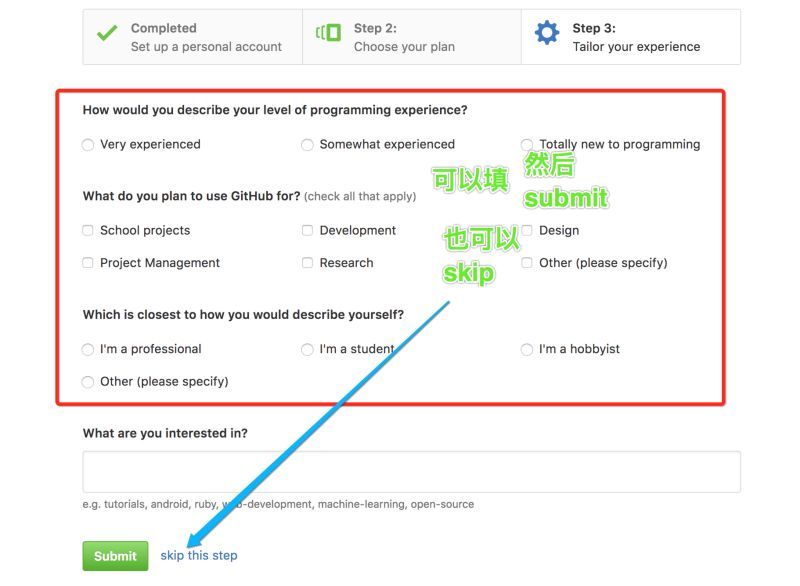 Completed
Set up a personal account
Step 2:
Choose your plan
Step 3:
Tailor your experience
How would you describe your level of programming experience?
Very experienced
Somewhat experienced
Totally new to programming
可以填
然后
submit
What do you plan to use GitHub for? (check all that apply)
School projects
Development
Design
也可以
skip
Project Management
Research
Other (please specify)
Which is closest to how you would describe yourself?
I'm a professional
I'm a student
I'm a hobbyist
Other (please specify)
What are you interested in?
e.g. tutorials, android, ruby, web-development, machine-learning, open-source
Submit
skip this step